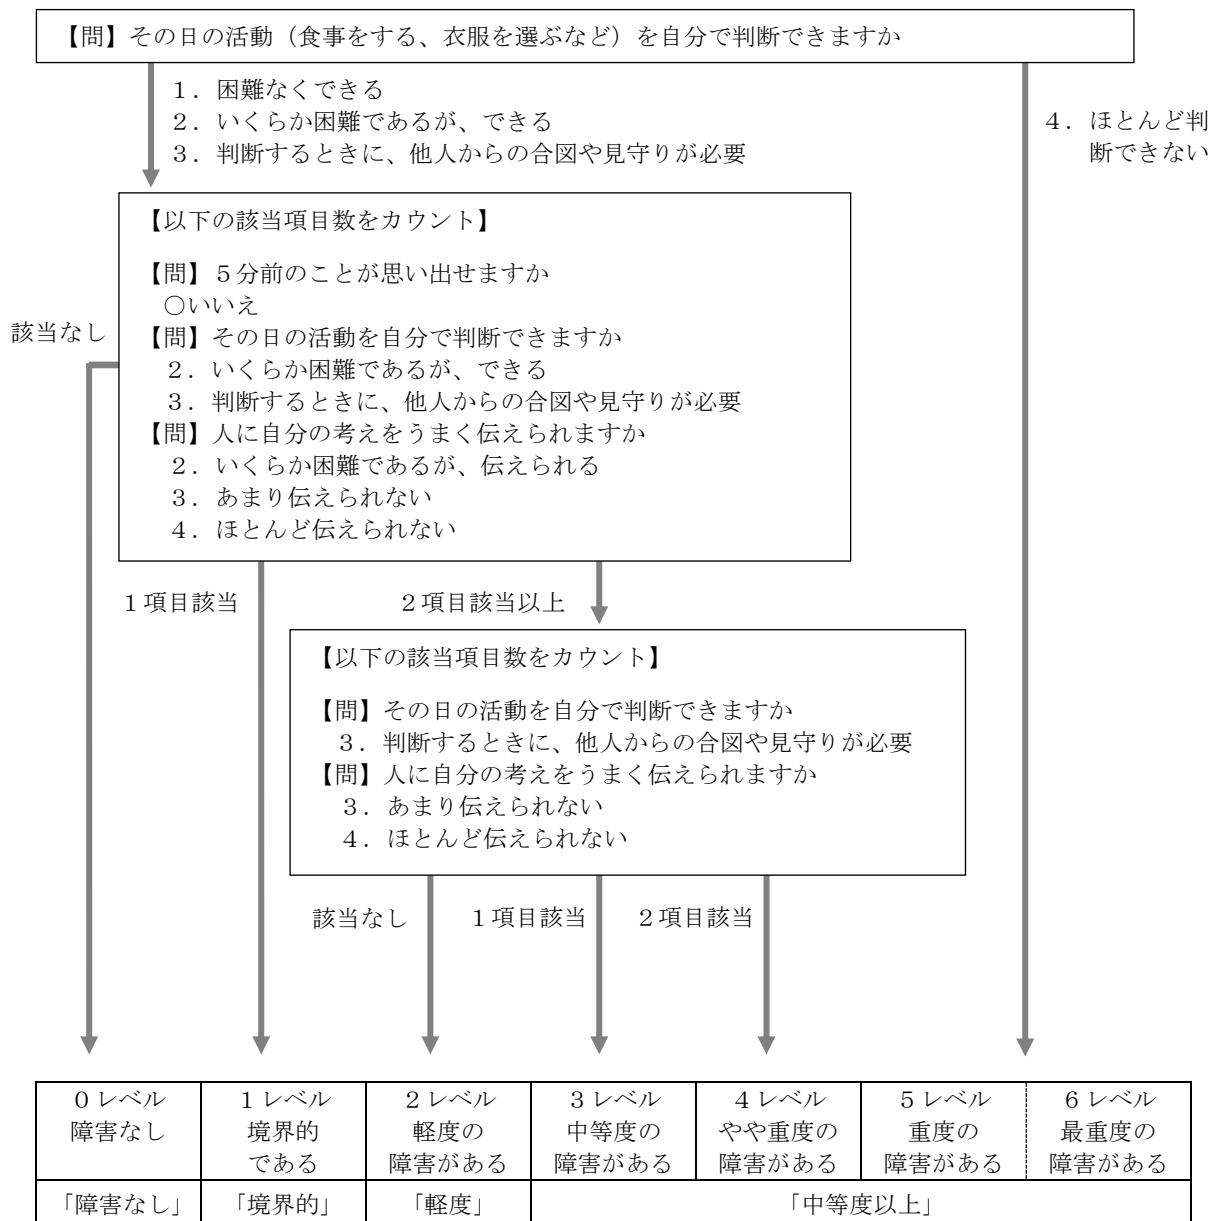 【問】その日の活動（食事をする、衣服を選ぶなど）を自分で判断できますか
１．困難なくできる
２．いくらか困難であるが、できる
３．判断するときに、他人からの合図や見守りが必要
４．ほとんど判
断できない
【以下の該当項目数をカウント】
【問】５分前のことが思い出せますか
○いいえ
【問】その日の活動を自分で判断できますか
２．いくらか困難であるが、できる
３．判断するときに、他人からの合図や見守りが必要
【問】人に自分の考えをうまく伝えられますか
２．いくらか困難であるが、伝えられる
３．あまり伝えられない
４．ほとんど伝えられない
該当なし
１項目該当
２項目該当以上
【以下の該当項目数をカウント】
【問】その日の活動を自分で判断できますか
３．判断するときに、他人からの合図や見守りが必要
【問】人に自分の考えをうまく伝えられますか
３．あまり伝えられない
４．ほとんど伝えられない
該当なし
１項目該当
２項目該当
０レベル
障害なし
１レベル
境界的
である
２レベル
軽度の
障害がある
３レベル
中等度の
障害がある
４レベル
やや重度の
障害がある
５レベル
重度の
障害がある
６レベル
最重度の
障害がある
「障害なし」
「境界的」
「軽度」
「中等度以上」